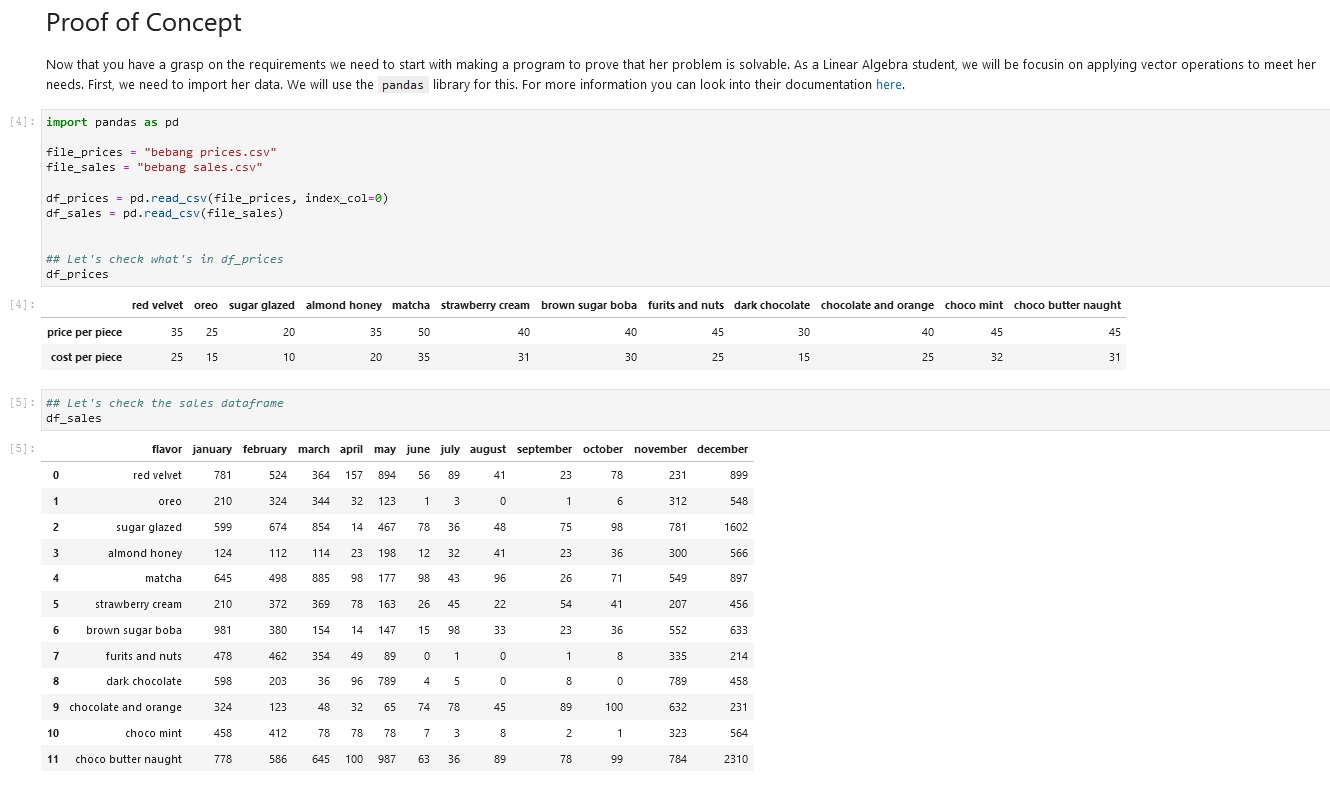 Proof of Concept
Now that you have a grasp on the requirements we need to start with making a program to prove that her problem is solvable. As a Linear Algebra student, we will be focusin on applying vector operations to meet her
needs. First, we need to import her data. We will use the pandas library for this. For more information you can look into their documentation here.
[4]: import pandas as pd
file_prices = "bebang prices.csv"
file_sales = "bebang sales.csv"
df_prices = pd.read_csv(file_prices, index_col=0)
df_sales = pd.read_csv(file_sales)
## Let's check what's in df_prices
df_prices
[4]: red velvet oreo sugar glazed almond honey matcha strawberry cream brown sugar boba furits and nuts dark chocolate chocolate and orange choco mint choco butter naught
price per piece 35 25 20 35 50 40 40 45 30 40 45 45
cost per piece 25 15 10 20 35 31 30 25 15 25 32 31
[5]: ## Let's check the sales dataframe
df_sales
[5]: flavor january february march april may june july august september october november december
0 red velvet 781 524 364 157 894 56 89 41 23 78 231 899
1 oreo 210 324 344 32 123 1 3 0 1 6 312 548
2 sugar glazed 599 674 854 14 467 78 36 48 75 98 781 1602
3 almond honey 124 112 114 23 198 12 32 41 23 36 300 566
4 matcha 645 498 885 98 177 98 43 96 26 71 549 897
5 strawberry cream 210 372 369 78 163 26 45 22 54 41 207 456
6 brown sugar boba 981 380 154 14 147 15 98 33 23 36 552 633
7 furits and nuts 478 462 354 49 89 0 1 0 1 8 335 214
8 dark chocolate 598 203 36 96 789 4 5 0 8 0 789 458
9 chocolate and orange 324 123 48 32 65 74 78 45 89 100 632 231
10 choco mint 458 412 78 78 78 7 3 8 2 1 323 564
11 choco butter naught 778 586 645 100 987 63 36 89 78 99 784 2310